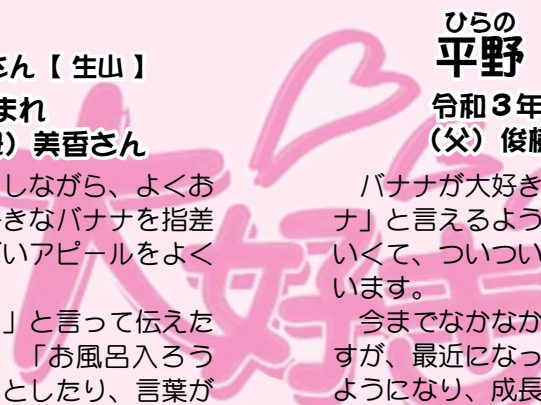 さん【 生山 】
まれ
母）美香さん
しながら、よくお
きなバナナを指差
いアピールをよく
」と言って伝えた
「お風呂入ろう
としたり、言葉が
ひらの
平野
令和３年
（父）俊
バナナが大好き
ナ」と言えるよう
いくて、ついつい
います。
今までなかなか
すが、最近になっ
ようになり、成長
大好き